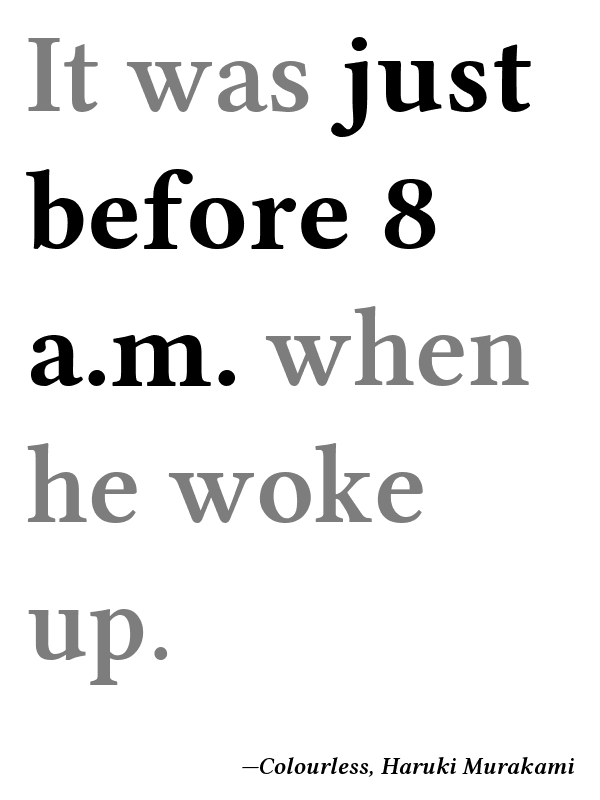 It was just
before 8
a.m. when
he woke
up.
—Colourless, Haruki Murakami